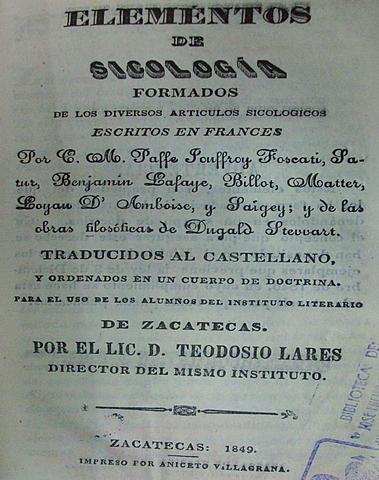 ELEMENTOS
DE
SICOLOGÍA
FORMADOS
DE LOS DIVERSOS ARTICULOS SICOLOGICOS
ESCRITOS EN FRANCES
Por C. M. Paffe Jouffroy Foscati, Sa-
tur, Benjamin Lafaye, Billot, Matter,
Loyau D' Amboise, y Saigey; y de las
obras filosóficas de Dugald Stewart.
TRADUCIDOS AL CASTELLANO,
Y ORDENADOS EN UN CUERPO DE DOCTRINA.
PARA EL USO DE LOS ALUMNOS DEL INSTITUTO LITERARIO
DE ZACATECAS.
POR EL LIC. D. TEODOSIO LARES
DIRECTOR DEL MISMO INSTITUTO.
ZACATECAS: 1849.
IMPRESO POR ANICETO VILLAGRANA.
BIBLIOTECA DE